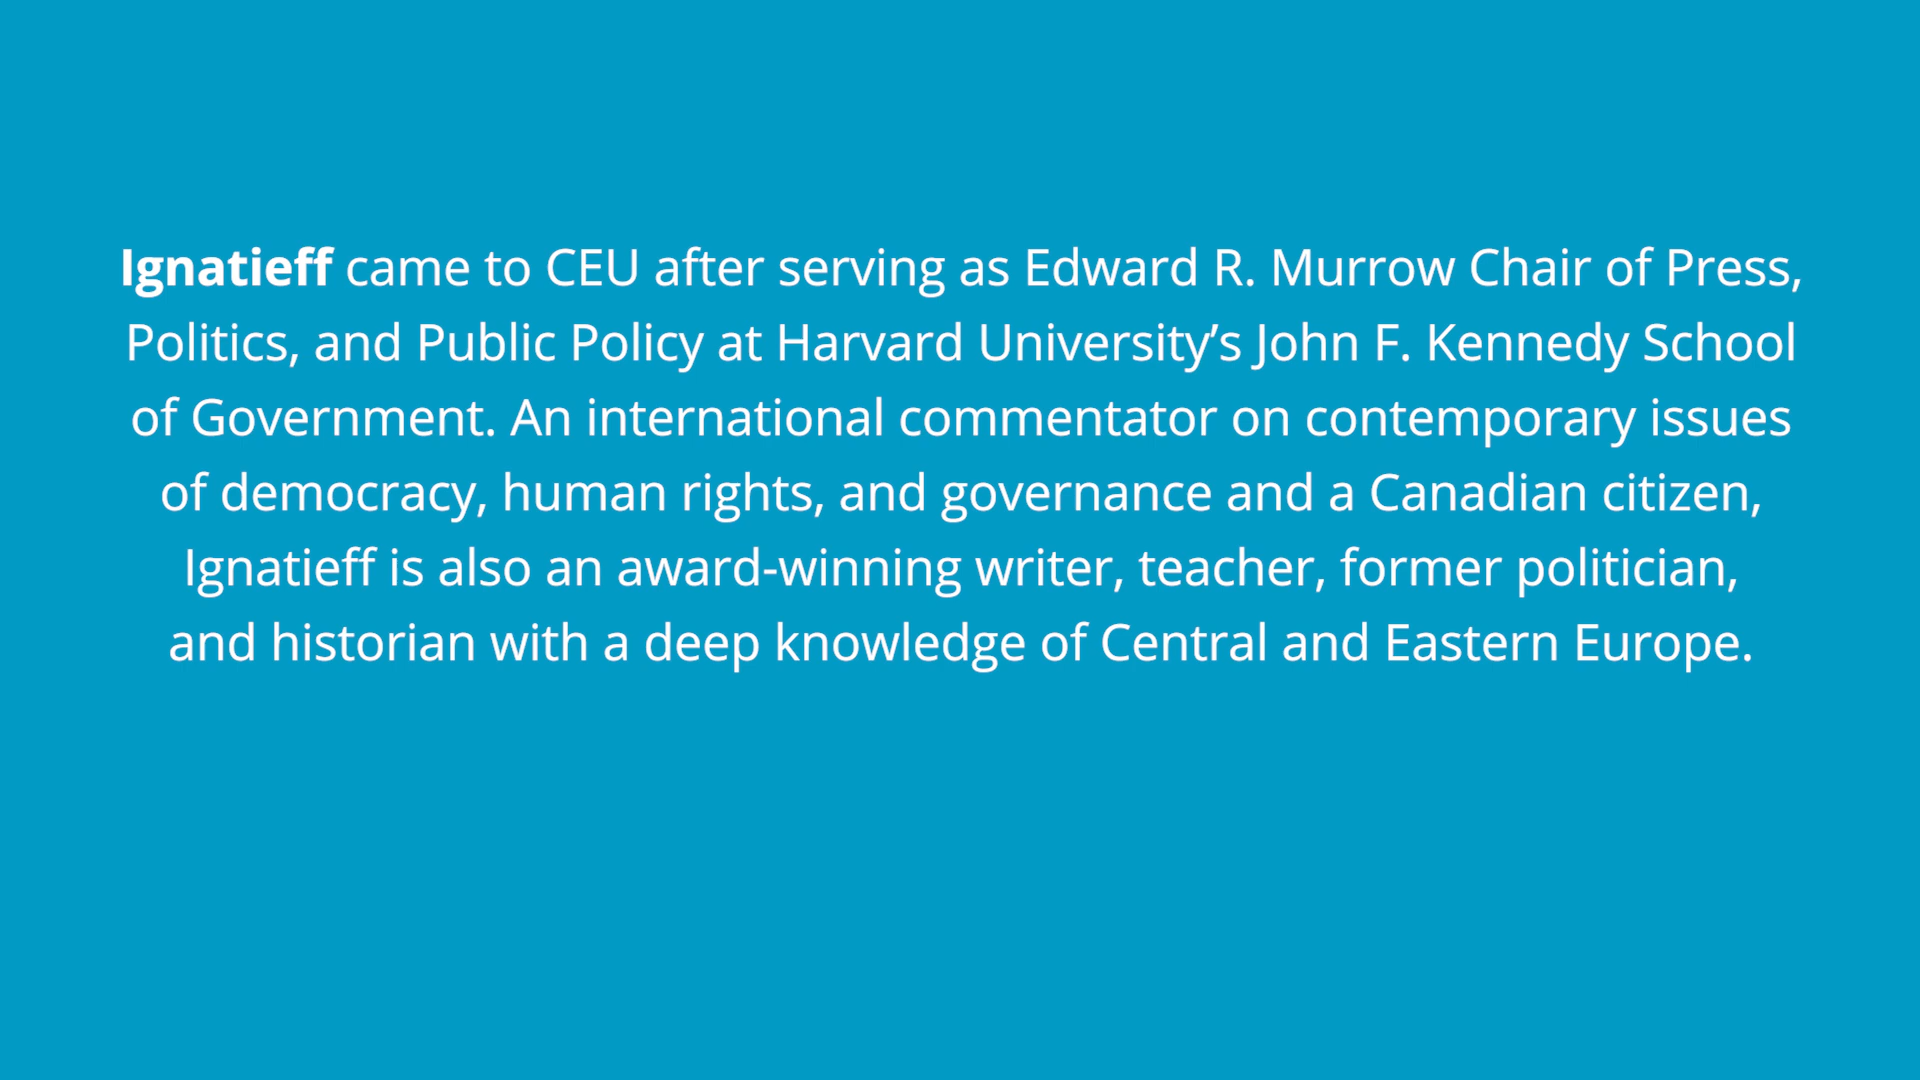 Ignatieff came to CEU after serving as Edward R. Murrow Chair of Press,
Politics, and Public Policy at Harvard University’s John F. Kennedy School
of Government. An international commentator on contemporary issues
of democracy, human rights, and governance and a Canadian citizen,
Ignatieff is also an award-winning writer, teacher, former politician,
and historian with a deep knowledge of Central and Eastern Europe.